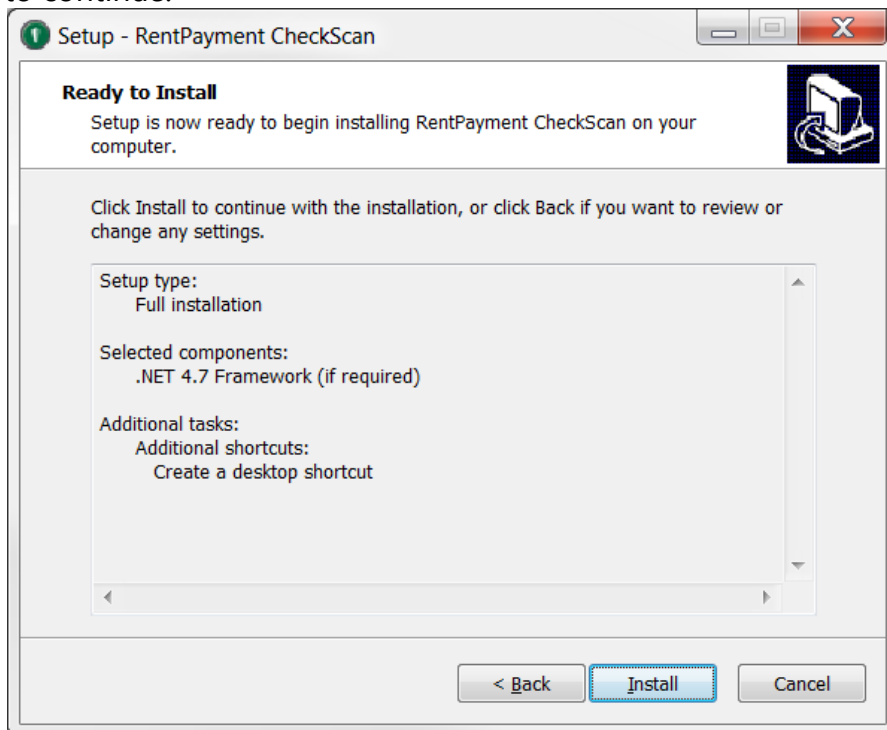 to continue.
Setup - RentPayment CheckScan
Ready to Install
Setup is now ready to begin installing RentPayment CheckScan on your
computer.
Click Install to continue with the installation, or click Back if you want to review or
change any settings.
Setup type:
Full installation
Selected components:
.NET 4.7 Framework (if required)
Additional tasks:
Additional shortcuts:
Create a desktop shortcut
< Back
Install
Cancel